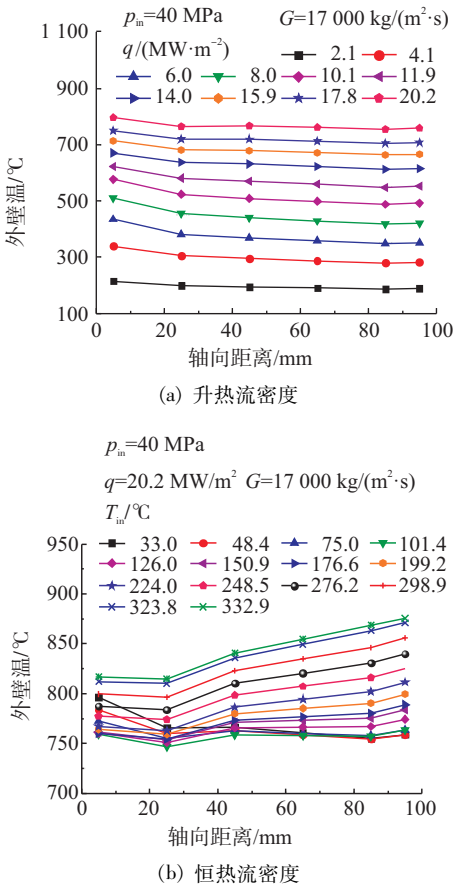 p_in=40 MPa G=17 000 kg/(m²·s)
q/(MW·m⁻²) 2.1 4.1
6.0 8.0 10.1 11.9
14.0 15.9 17.8 20.2
1 100
900
700
500
300
100
外壁温/℃
0 20 40 60 80 100
轴向距离/mm
(a) 升热流密度
p_in=40 MPa
q=20.2 MW/m² G=17 000 kg/(m²·s)
T_in/℃
33.0 48.4 75.0 101.4
126.0 150.9 176.6 199.2
224.0 248.5 276.2 298.9
323.8 332.9
950
900
850
800
750
700
外壁温/℃
0 20 40 60 80 100
轴向距离/mm
(b) 恒热流密度